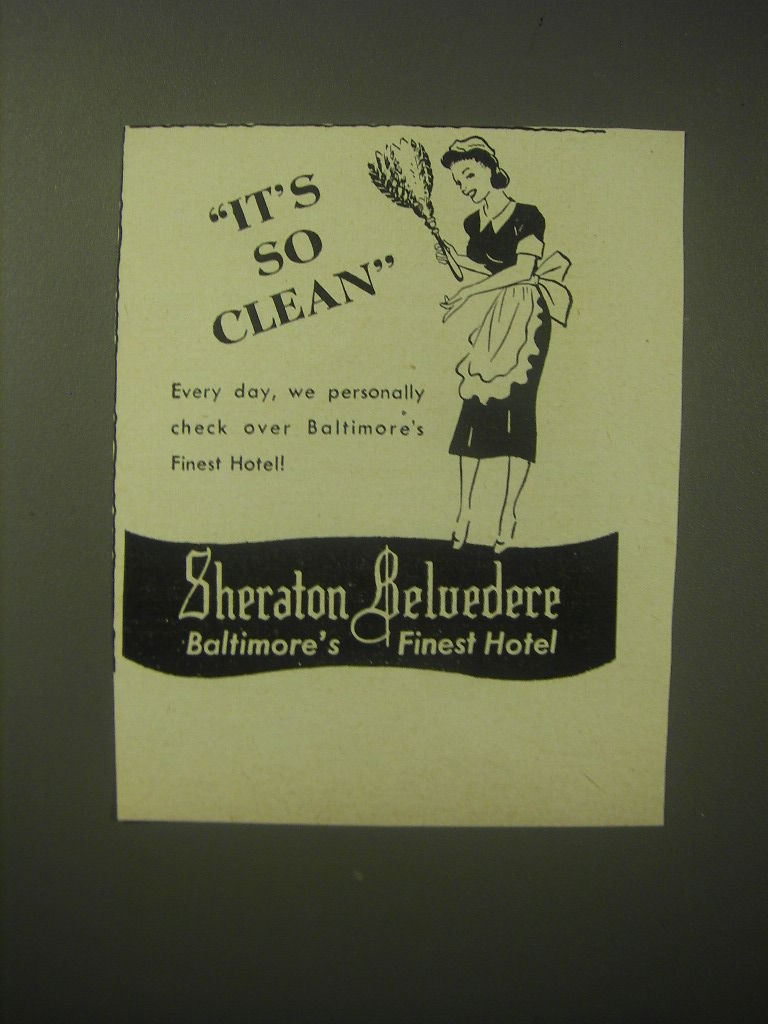 “IT’S
SO
CLEAN”
Every day, we personally
check over Baltimore’s
Finest Hotel!
Sheraton Belvedere
Baltimore’s Finest Hotel